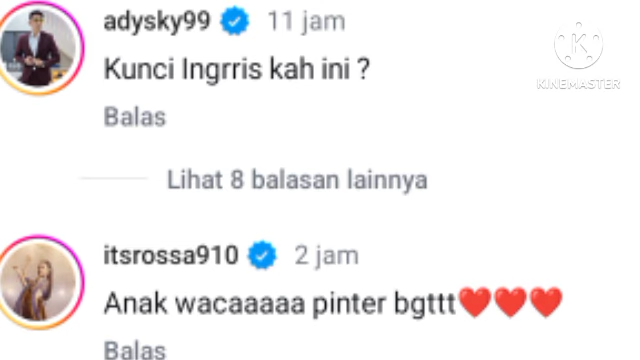 adysky99 11 jam
Kunci Ingrris kah ini ?
Balas
Lihat 8 balasan lainnya
itsrossa910 2 jam
Anak wacaaaaa pinter bgttt❤️❤️❤️
Balas
K
KINEMASTER